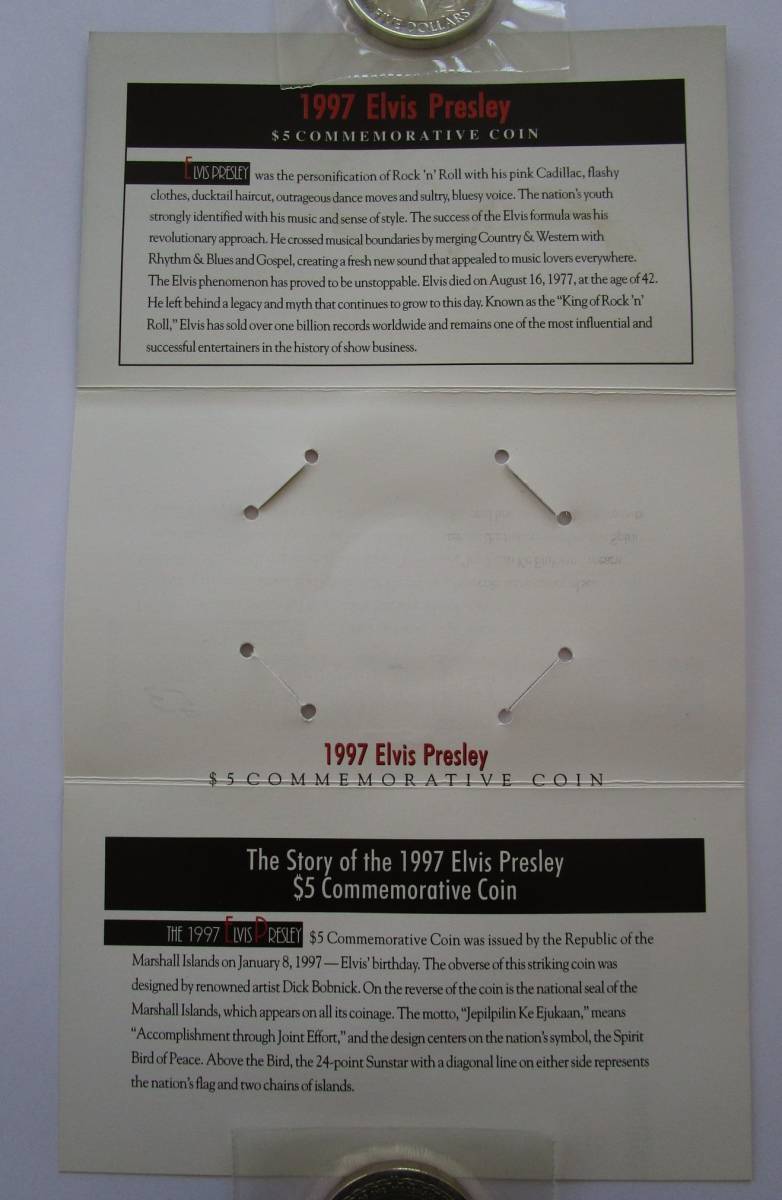 FIVE DOLLARS
1997 Elvis Presley
$5 COMMEMORATIVE COIN
ELVIS PRESLEY was the personification of Rock 'n' Roll with his pink Cadillac, flashy
clothes, ducktail haircut, outrageous dance moves and sultry, bluesy voice. The nation's youth
strongly identified with his music and sense of style. The success of the Elvis formula was his
revolutionary approach. He crossed musical boundaries by merging Country & Western with
Rhythm & Blues and Gospel, creating a fresh new sound that appealed to music lovers everywhere.
The Elvis phenomenon has proved to be unstoppable. Elvis died on August 16, 1977, at the age of 42.
He left behind a legacy and myth that continues to grow to this day. Known as the "King of Rock 'n'
Roll," Elvis has sold over one billion records worldwide and remains one of the most influential and
successful entertainers in the history of show business.
1997 Elvis Presley
$5 COMMEMORATIVE COIN
The Story of the 1997 Elvis Presley
$5 Commemorative Coin
THE 1997 ELVIS PRESLEY $5 Commemorative Coin was issued by the Republic of the
Marshall Islands on January 8, 1997 — Elvis' birthday. The obverse of this striking coin was
designed by renowned artist Dick Bobnick. On the reverse of the coin is the national seal of the
Marshall Islands, which appears on all its coinage. The motto, "Jepilpilin Ke Ejukaan," means
"Accomplishment through Joint Effort," and the design centers on the nation's symbol, the Spirit
Bird of Peace. Above the Bird, the 24-point Sunstar with a diagonal line on either side represents
the nation's flag and two chains of islands.